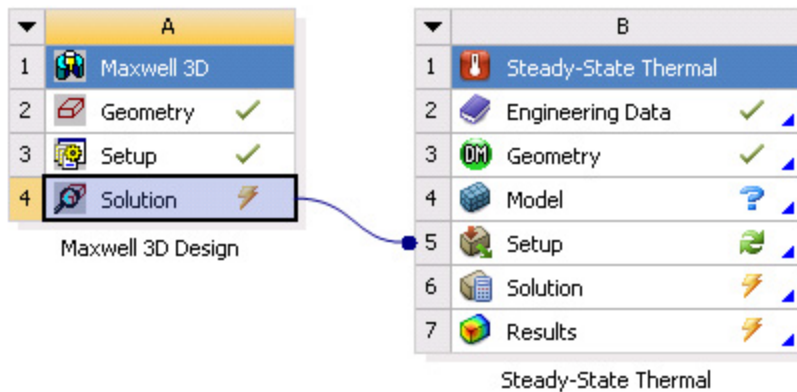 A
1 Maxwell 3D
2 Geometry
3 Setup
4 Solution
Maxwell 3D Design
B
1 Steady-State Thermal
2 Engineering Data
3 DM Geometry
4 Model
5 Setup
6 Solution
7 Results
Steady-State Thermal